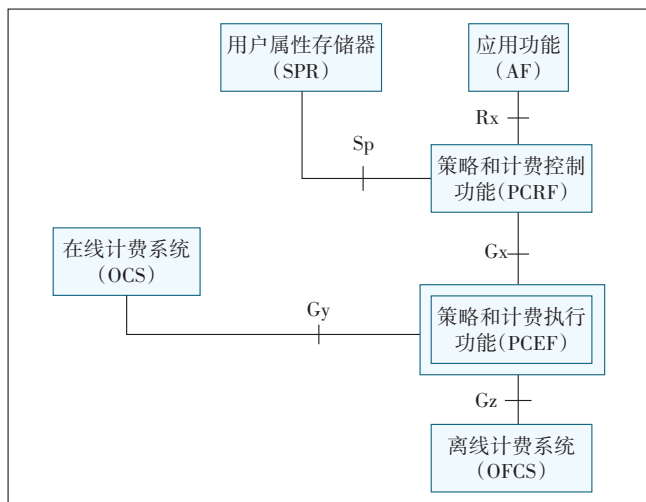 用户属性存储器
（SPR）
应用功能
（AF）
Rx
Sp
策略和计费控制
功能(PCRF)
Gx
在线计费系统
（OCS）
Gy
策略和计费执行
功能(PCEF)
Gz
离线计费系统
（OFCS）